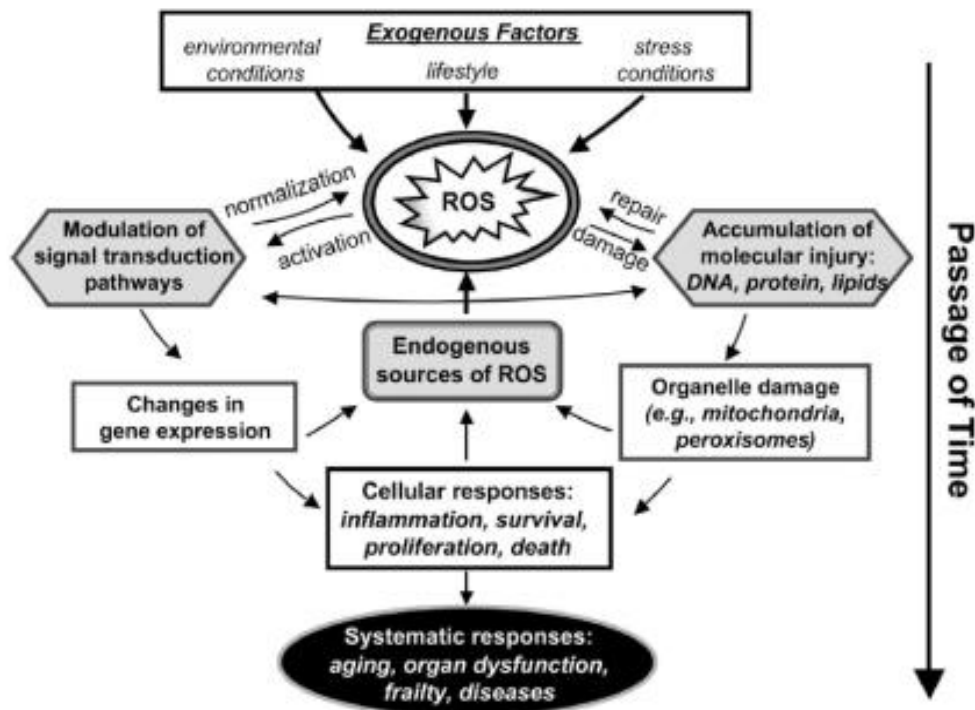 Exogenous Factors
environmental
conditions
lifestyle
stress
conditions
normalization
activation
ROS
repair
damage
Modulation of
signal transduction
pathways
Accumulation of
molecular injury:
DNA, protein, lipids
Endogenous
sources of ROS
Changes in
gene expression
Organelle damage
(e.g., mitochondria,
peroxisomes)
Cellular responses:
inflammation, survival,
proliferation, death
Systematic responses:
aging, organ dysfunction,
frailty, diseases
Passage of Time